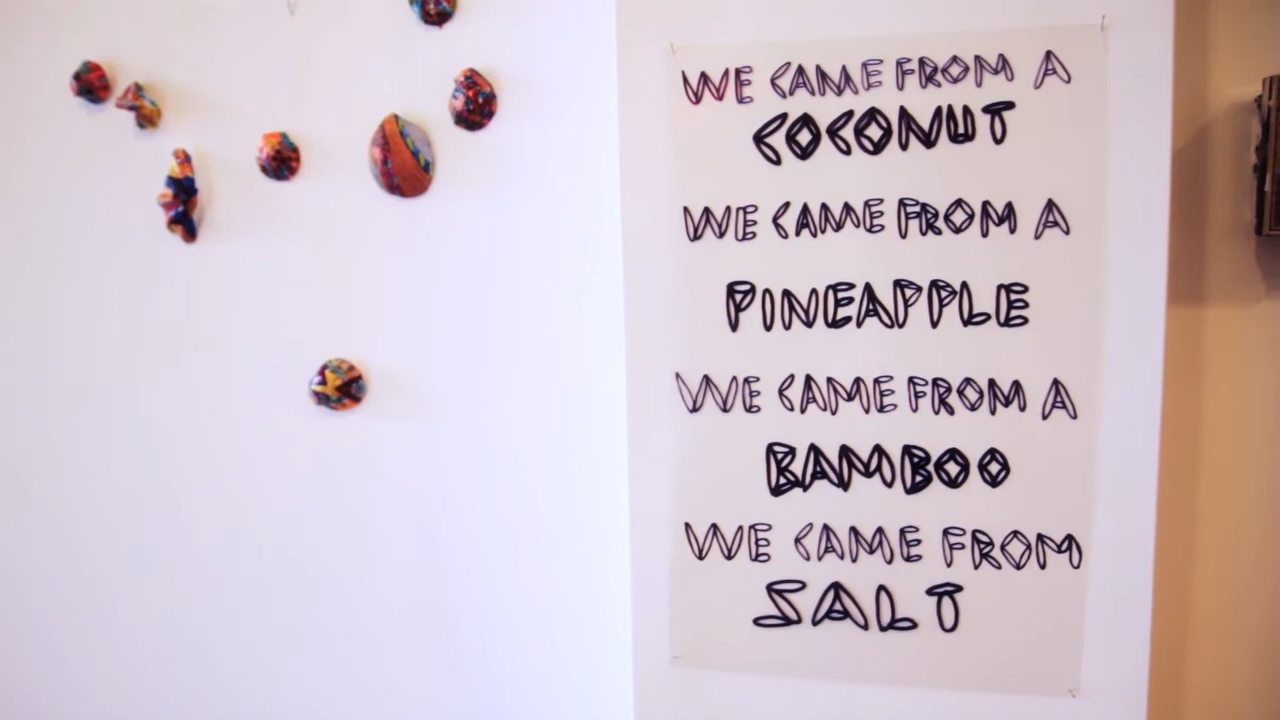 WE CAME FROM A
COCONUT
WE CAME FROM A
PINEAPPLE
WE CAME FROM A
BAMBOO
WE CAME FROM
SALT